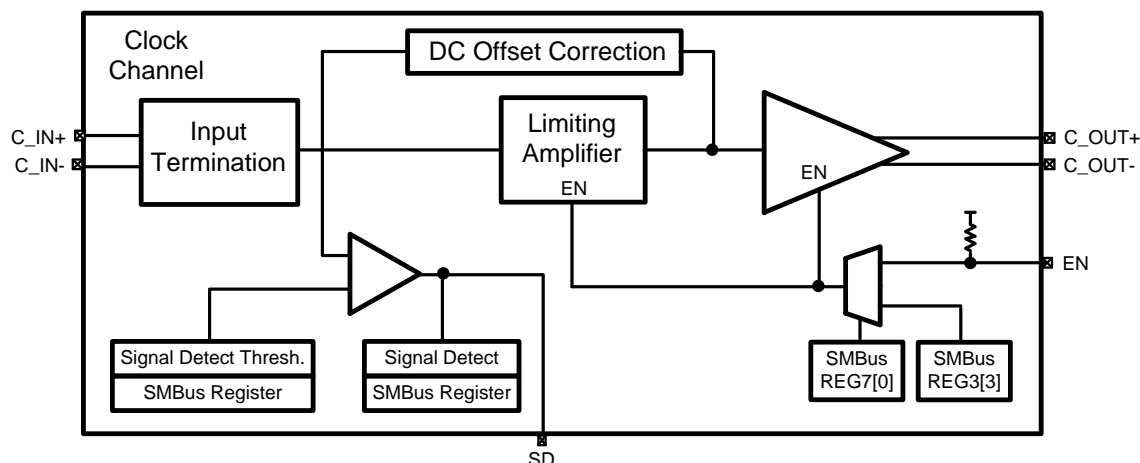 Clock
Channel
DC Offset Correction
C_IN+
C_IN-
Input
Termination
Limiting
Amplifier
EN
EN
C_OUT+
C_OUT-
EN
Signal Detect Thresh.
SMBus Register
Signal Detect
SMBus Register
SMBus
REG7[0]
SMBus
REG3[3]
SD